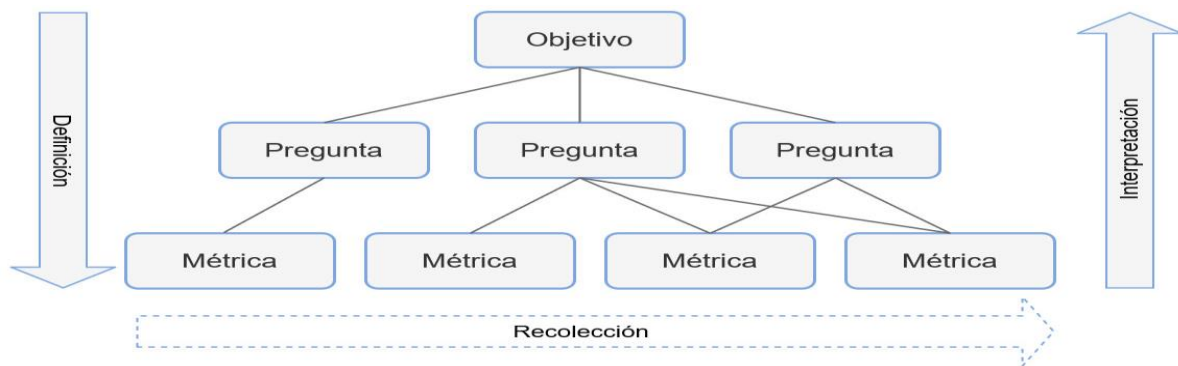 Objetivo
Definición
Interpretación
Pregunta
Pregunta
Pregunta
Métrica
Métrica
Métrica
Métrica
Recolección